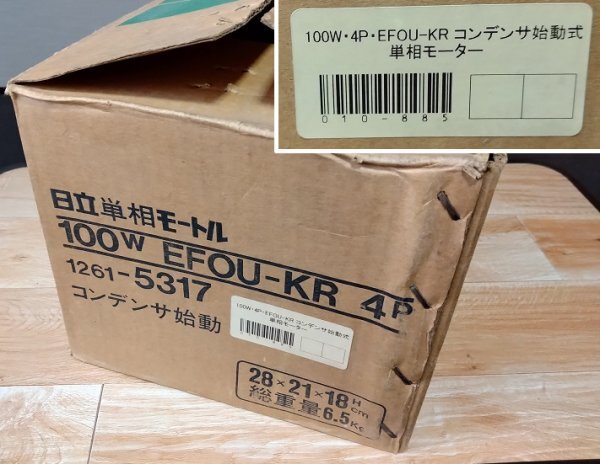 100W・4P・EFOU-KR コンデンサ始動式
単相モーター
010-885
日立単相モートル
100W EFOU-KR 4P
1261-5317
コンデンサ始動
100W・4P・EFOU-KR コンデンサ始動式
単相モーター
28×21×18H cm
総重量6.5KG